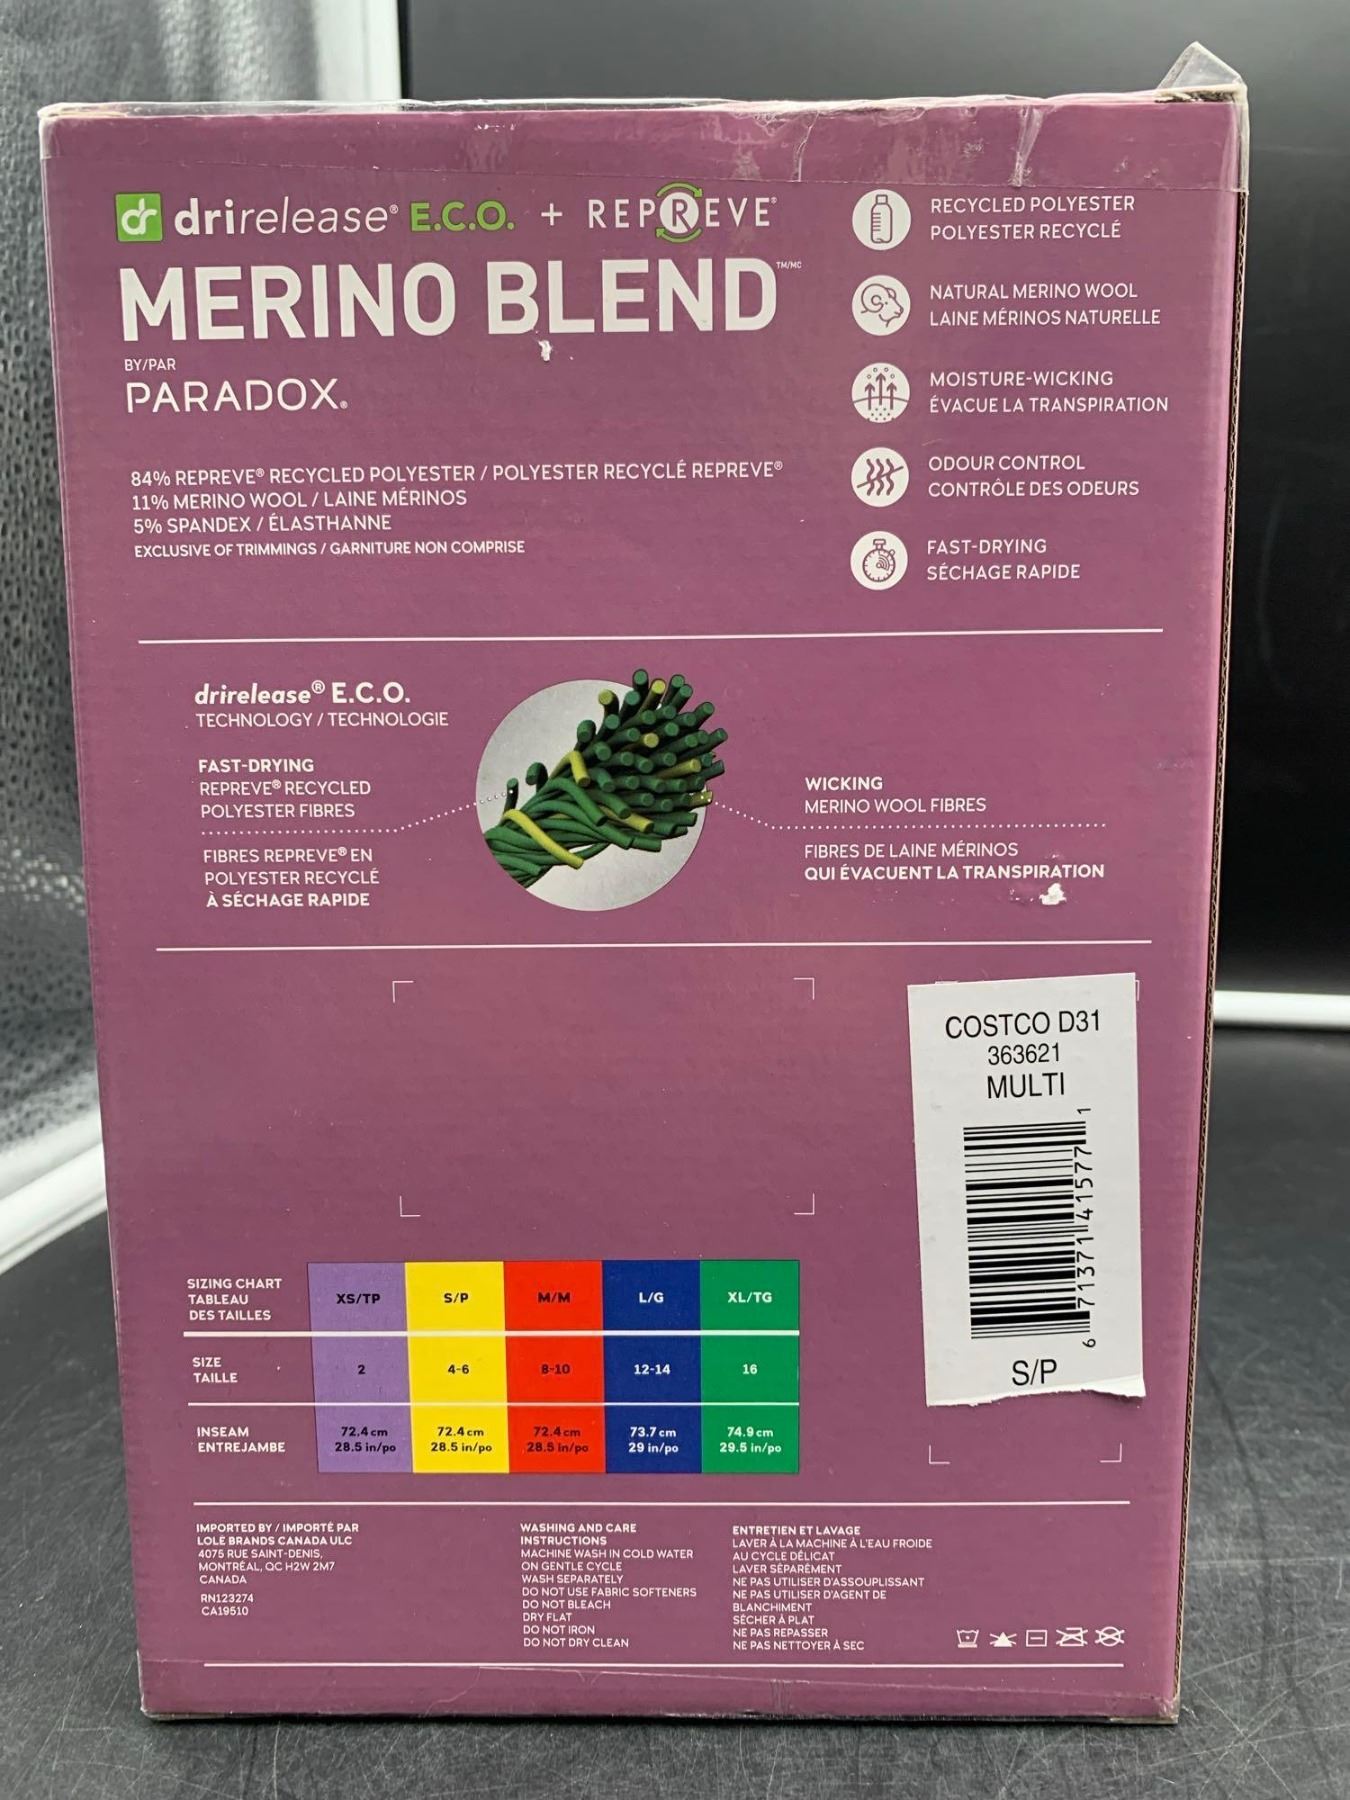 dr drirelease® E.C.O. + REPREVE®
MERINO BLEND™/MC
BY/PAR
PARADOX®
84% REPREVE® RECYCLED POLYESTER / POLYESTER RECYCLÉ REPREVE®
11% MERINO WOOL / LAINE MÉRINOS
5% SPANDEX / ÉLASTHANNE
EXCLUSIVE OF TRIMMINGS / GARNITURE NON COMPRISE
RECYCLED POLYESTER
POLYESTER RECYCLÉ
NATURAL MERINO WOOL
LAINE MÉRINOS NATURELLE
MOISTURE-WICKING
ÉVACUE LA TRANSPIRATION
ODOUR CONTROL
CONTRÔLE DES ODEURS
FAST-DRYING
SÉCHAGE RAPIDE
drirelease® E.C.O.
TECHNOLOGY / TECHNOLOGIE
FAST-DRYING
REPREVE® RECYCLED
POLYESTER FIBRES
FIBRES REPREVE® EN
POLYESTER RECYCLÉ
À SÉCHAGE RAPIDE
WICKING
MERINO WOOL FIBRES
FIBRES DE LAINE MÉRINOS
QUI ÉVACUENT LA TRANSPIRATION
COSTCO D31
363621
MULTI
6 71371 41577 1
S/P
SIZING CHART
TABLEAU
DES TAILLES
XS/TP S/P M/M L/G XL/TG
SIZE
TAILLE
2 4-6 8-10 12-14 16
INSEAM
ENTREJAMBE
72.4 cm 72.4 cm 72.4 cm 73.7 cm 74.9 cm
28.5 in/po 28.5 in/po 28.5 in/po 29 in/po 29.5 in/po
IMPORTED BY / IMPORTÉ PAR
LOLË BRANDS CANADA ULC
4075 RUE SAINT-DENIS,
MONTRÉAL, QC H2W 2M7
CANADA
RN123274
CA19510
WASHING AND CARE
INSTRUCTIONS
MACHINE WASH IN COLD WATER
ON GENTLE CYCLE
WASH SEPARATELY
DO NOT USE FABRIC SOFTENERS
DO NOT BLEACH
DRY FLAT
DO NOT IRON
DO NOT DRY CLEAN
ENTRETIEN ET LAVAGE
LAVER À LA MACHINE À L'EAU FROIDE
AU CYCLE DÉLICAT
LAVER SÉPARÉMENT
NE PAS UTILISER D'ASSOUPLISSANT
NE PAS UTILISER D'AGENT DE
BLANCHIMENT
SÉCHER À PLAT
NE PAS REPASSER
NE PAS NETTOYER À SEC